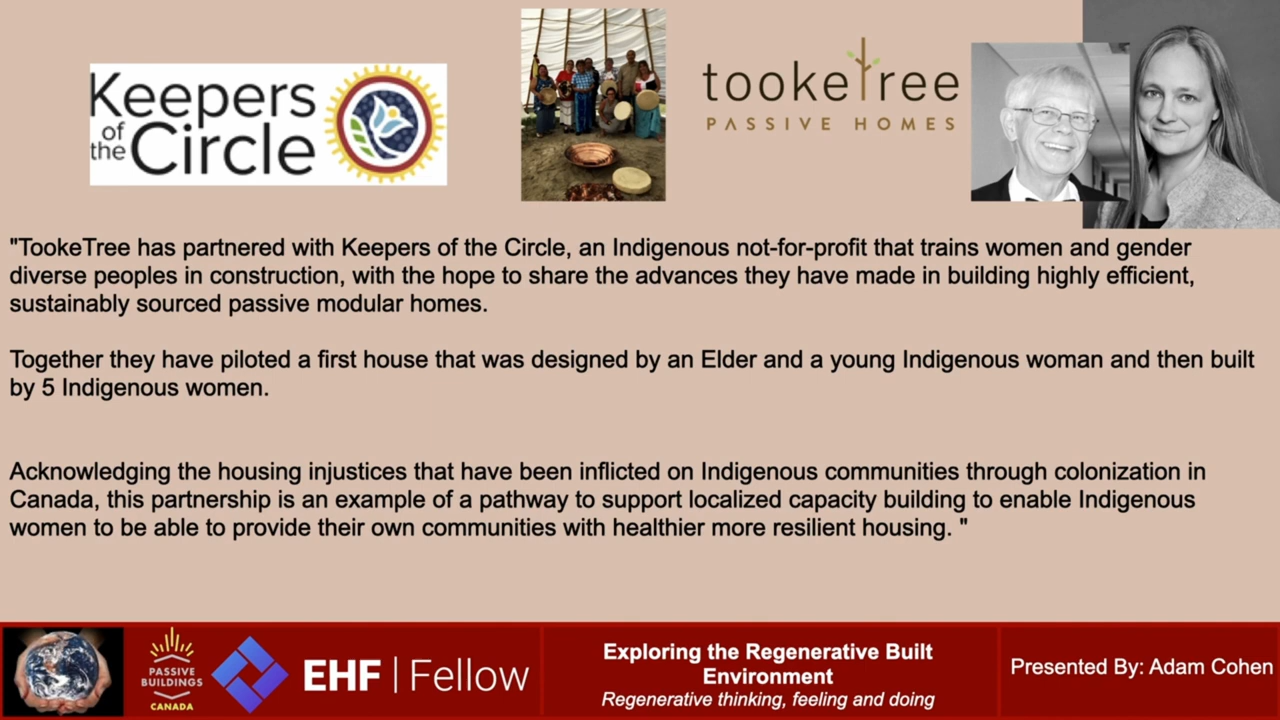 Keepers
of
the Circle
tooketree
PASSIVE HOMES
"TookeTree has partnered with Keepers of the Circle, an Indigenous not-for-profit that trains women and gender
diverse peoples in construction, with the hope to share the advances they have made in building highly efficient,
sustainably sourced passive modular homes.
Together they have piloted a first house that was designed by an Elder and a young Indigenous woman and then built
by 5 Indigenous women.
Acknowledging the housing injustices that have been inflicted on Indigenous communities through colonization in
Canada, this partnership is an example of a pathway to support localized capacity building to enable Indigenous
women to be able to provide their own communities with healthier more resilient housing. "
PASSIVE
BUILDINGS
CANADA
EHF | Fellow
Exploring the Regenerative Built
Environment
Regenerative thinking, feeling and doing
Presented By: Adam Cohen